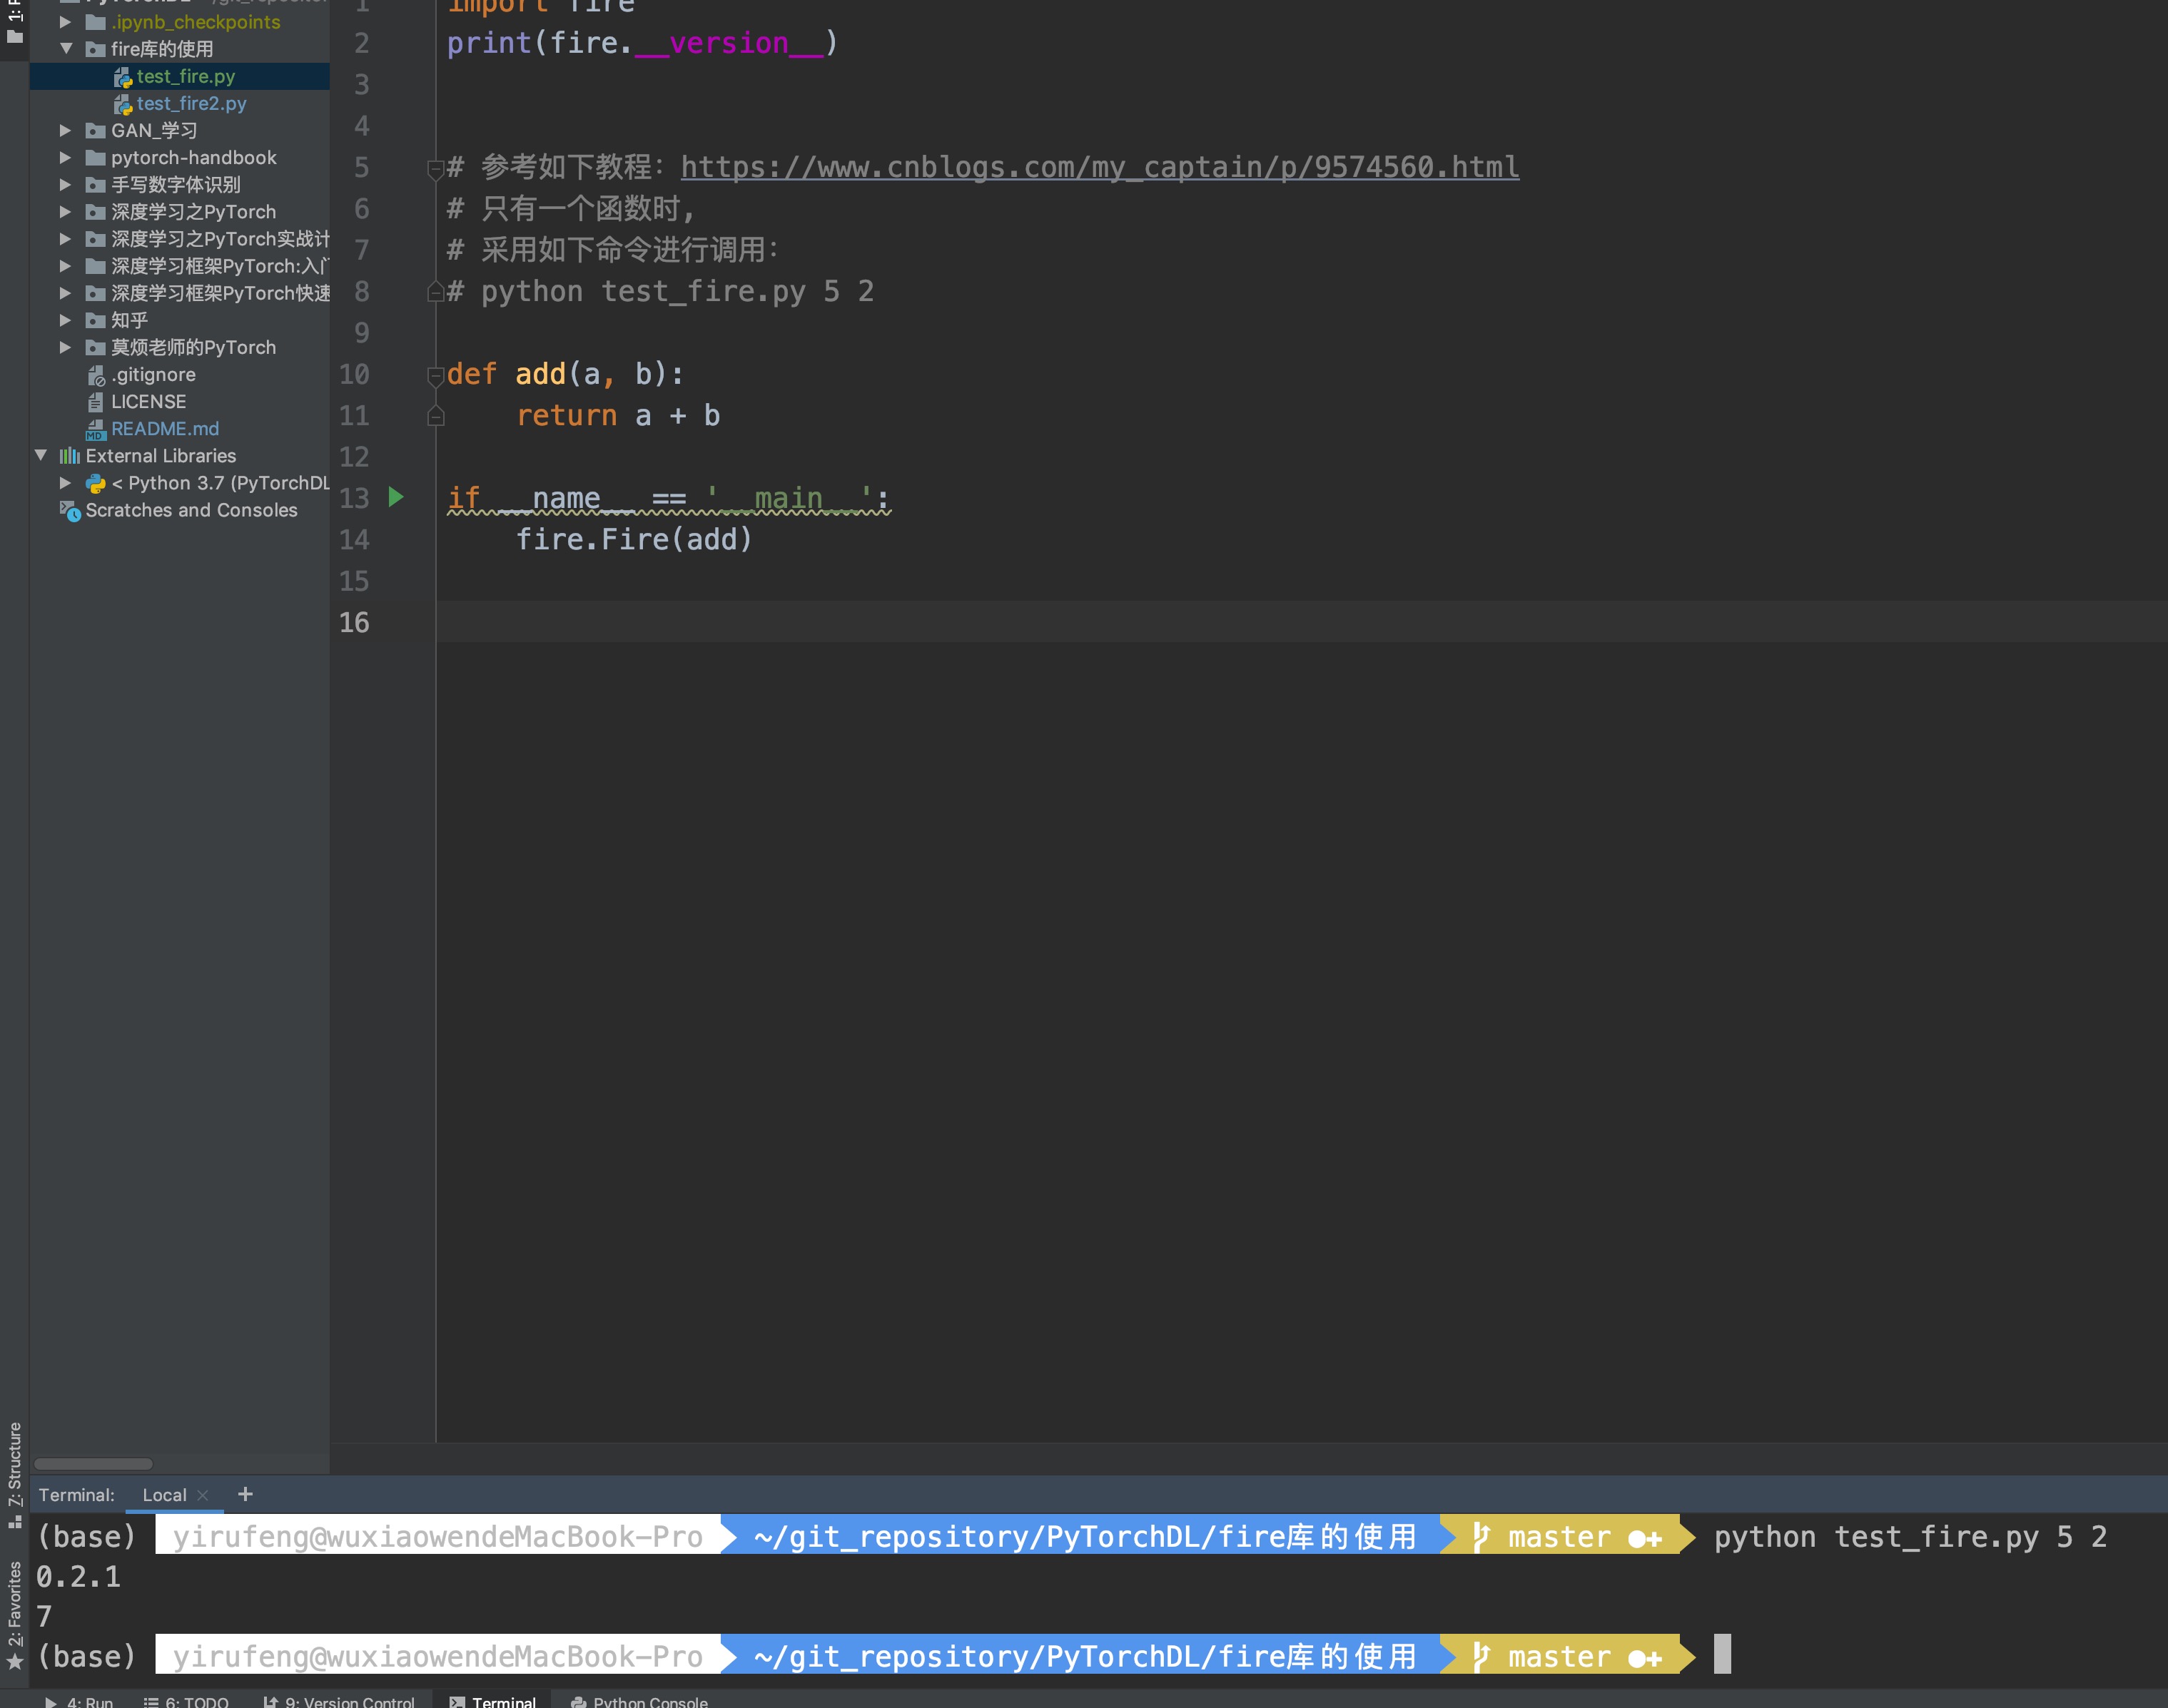 1: P
.ipynb_checkpoints
fire库的使用
test_fire.py
test_fire2.py
GAN_学习
pytorch-handbook
手写数字体识别
深度学习之PyTorch
深度学习之PyTorch实战计
深度学习框架PyTorch:入门
深度学习框架PyTorch快速
知乎
莫烦老师的PyTorch
.gitignore
LICENSE
README.md
External Libraries
< Python 3.7 (PyTorchDL
Scratches and Consoles
7: Structure
2: Favorites
1 import fire
2 print(fire.__version__)
3
4
5 # 参考如下教程：https://www.cnblogs.com/my_captain/p/9574560.html
6 # 只有一个函数时，
7 # 采用如下命令进行调用：
8 # python test_fire.py 5 2
9
10 def add(a, b):
11 return a + b
12
13 if __name__ == '__main__':
14 fire.Fire(add)
15
16
Terminal: Local × +
(base) yirufeng@wuxiaowendeMacBook-Pro ~/git_repository/PyTorchDL/fire库的使用 master ●+ python test_fire.py 5 2
0.2.1
7
(base) yirufeng@wuxiaowendeMacBook-Pro ~/git_repository/PyTorchDL/fire库的使用 master ●+
4: Run 6: TODO 9: Version Control Terminal Python Console